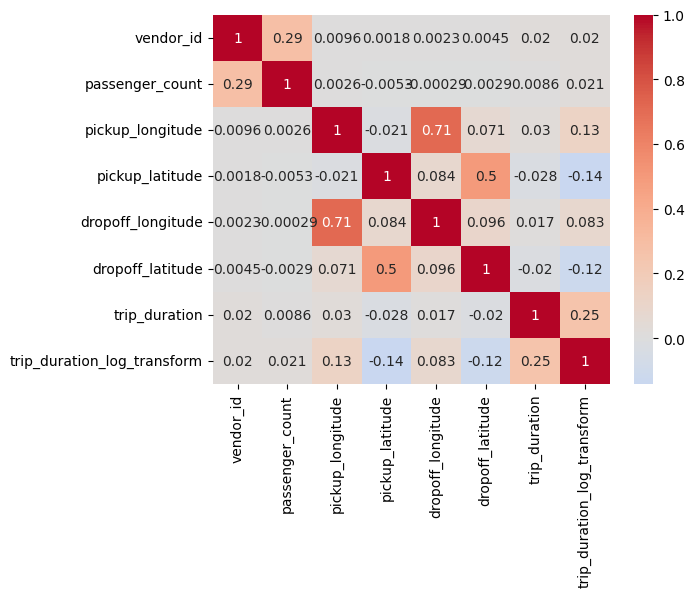 vendor_id 1 0.29 0.0096 0.0018 0.0023 0.0045 0.02 0.02
passenger_count 0.29 1 0.0026 -0.0053 -0.00029 -0.0029 0.0086 0.021
pickup_longitude 0.0096 0.0026 1 -0.021 0.71 0.071 0.03 0.13
pickup_latitude 0.0018 -0.0053 -0.021 1 0.084 0.5 -0.028 -0.14
dropoff_longitude 0.0023 -0.00029 0.71 0.084 1 0.096 0.017 0.083
dropoff_latitude 0.0045 -0.0029 0.071 0.5 0.096 1 -0.02 -0.12
trip_duration 0.02 0.0086 0.03 -0.028 0.017 -0.02 1 0.25
trip_duration_log_transform 0.02 0.021 0.13 -0.14 0.083 -0.12 0.25 1
vendor_id
passenger_count
pickup_longitude
pickup_latitude
dropoff_longitude
dropoff_latitude
trip_duration
trip_duration_log_transform
1.0
0.8
0.6
0.4
0.2
0.0